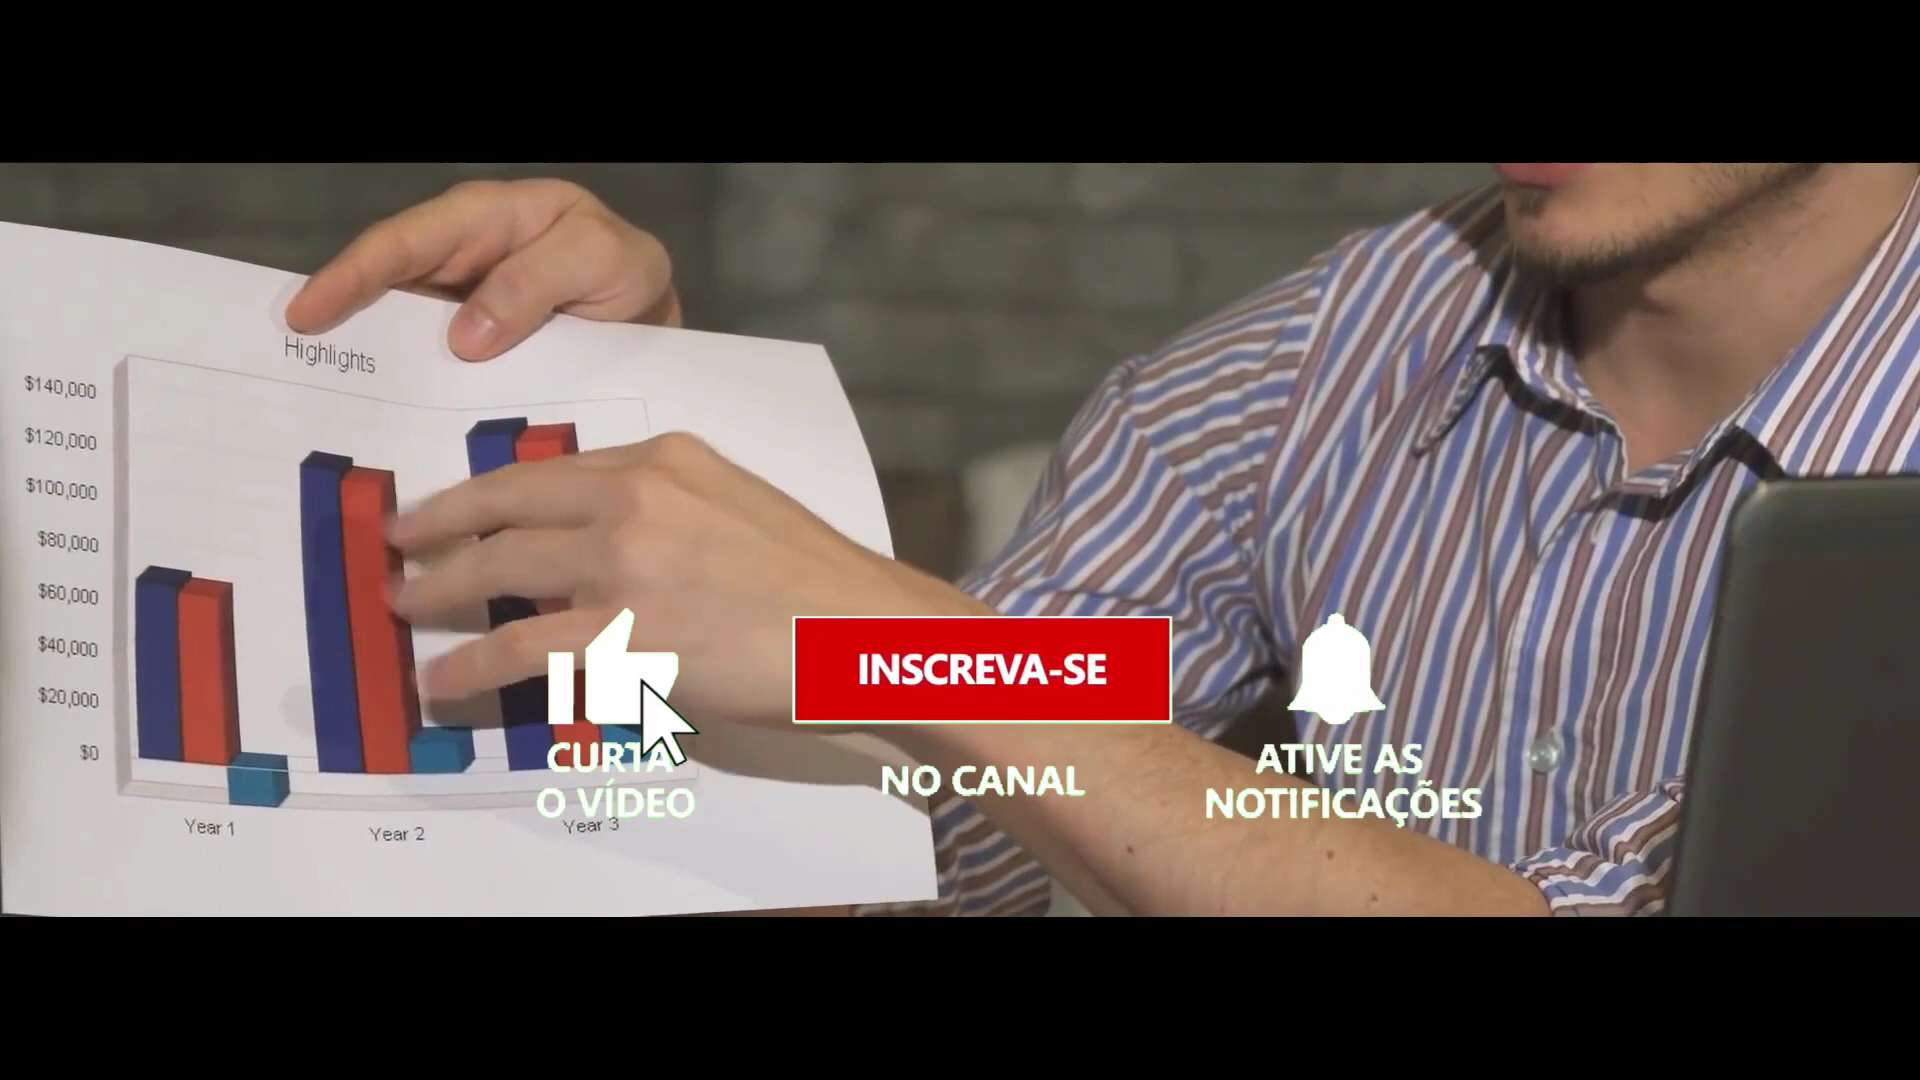 Highlights
$140,000
$120,000
$100,000
$80,000
$60,000
$40,000
$20,000
$0
Year 1
Year 2
Year 3
CURTA
O VÍDEO
INSCREVA-SE
NO CANAL
ATIVE AS
NOTIFICAÇÕES